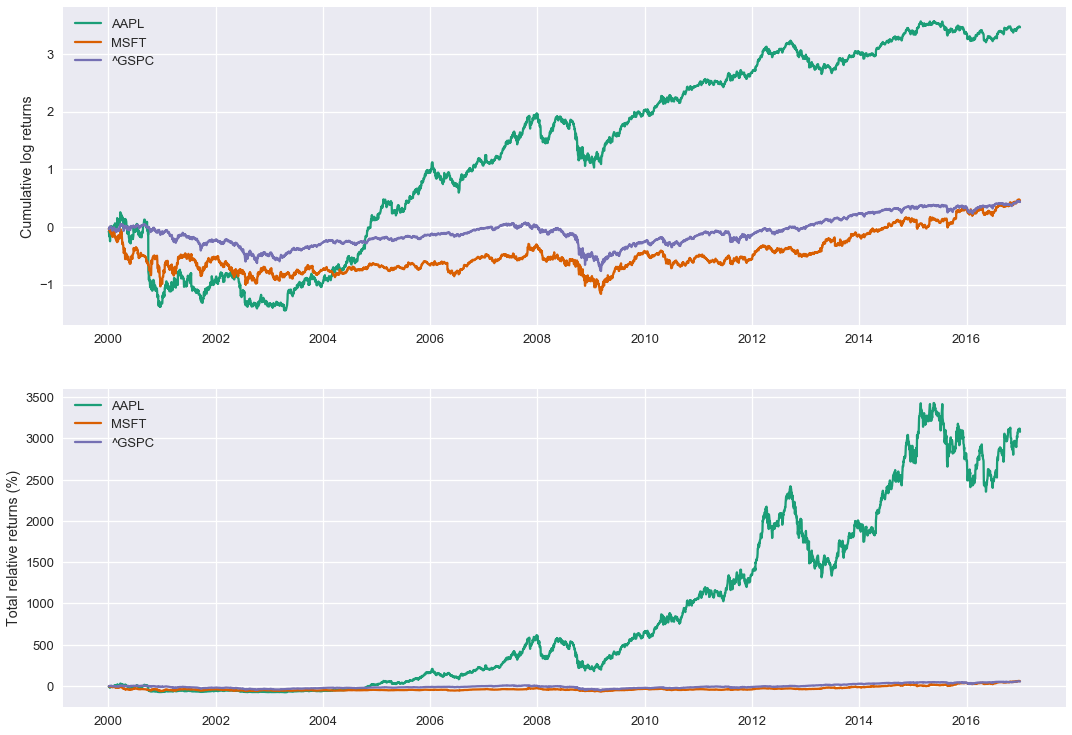 AAPL
MSFT
^GSPC
Cumulative log returns
3
2
1
0
−1
2000 2002 2004 2006 2008 2010 2012 2014 2016
AAPL
MSFT
^GSPC
Total relative returns (%)
3500
3000
2500
2000
1500
1000
500
0
2000 2002 2004 2006 2008 2010 2012 2014 2016